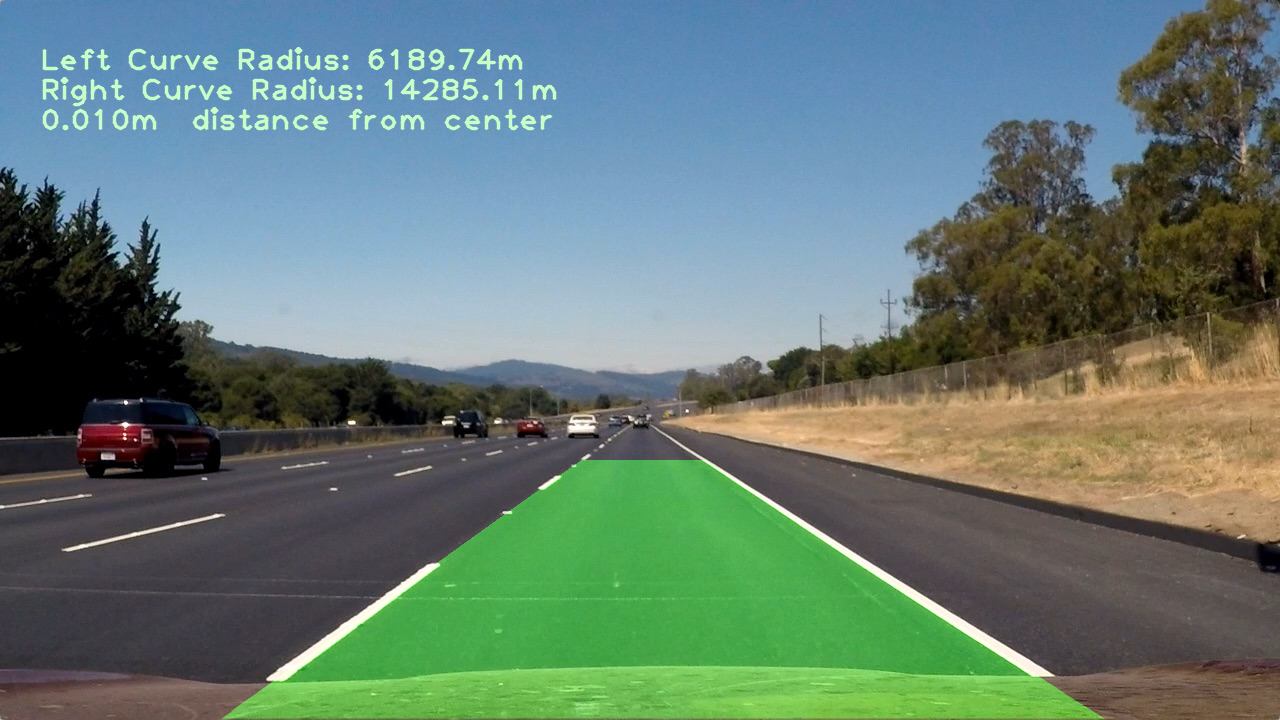 Left Curve Radius: 6189.74m
Right Curve Radius: 14285.11m
0.010m distance from center